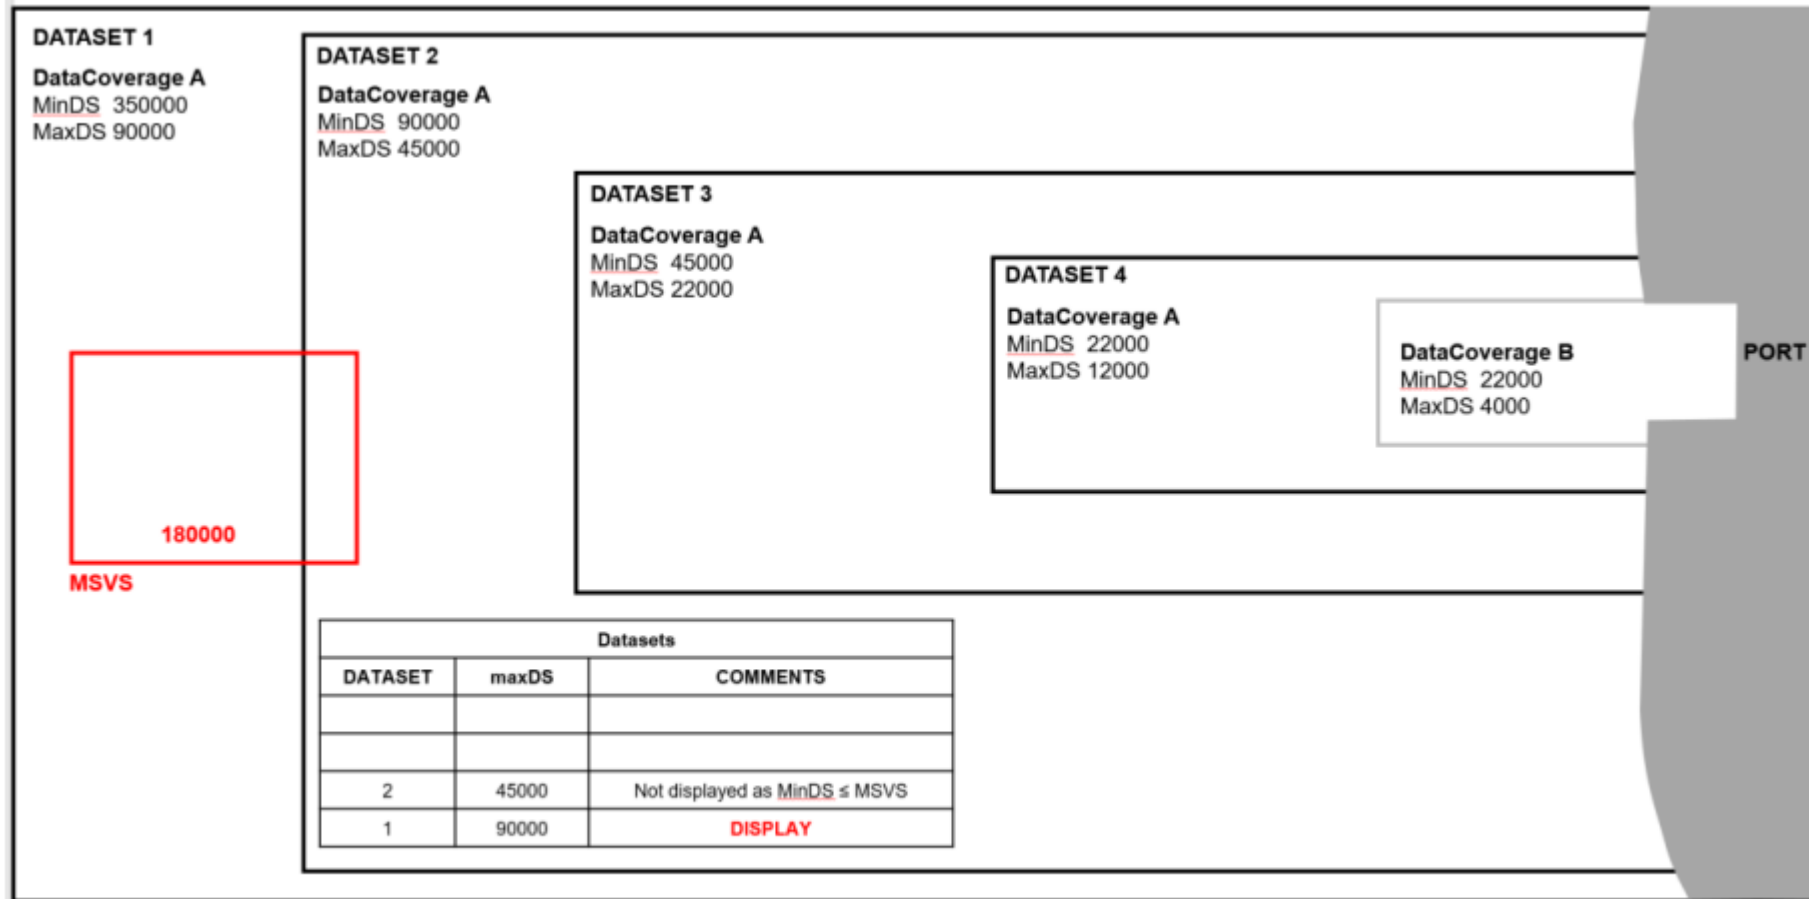 DATASET 1
DataCoverage A
MinDS 350000
MaxDS 90000
DATASET 2
DataCoverage A
MinDS 90000
MaxDS 45000
DATASET 3
DataCoverage A
MinDS 45000
MaxDS 22000
DATASET 4
DataCoverage A
MinDS 22000
MaxDS 12000
DataCoverage B
MinDS 22000
MaxDS 4000
PORT
180000
MSVS
Datasets
DATASET maxDS COMMENTS
2 45000 Not displayed as MinDS ≤ MSVS
1 90000 DISPLAY